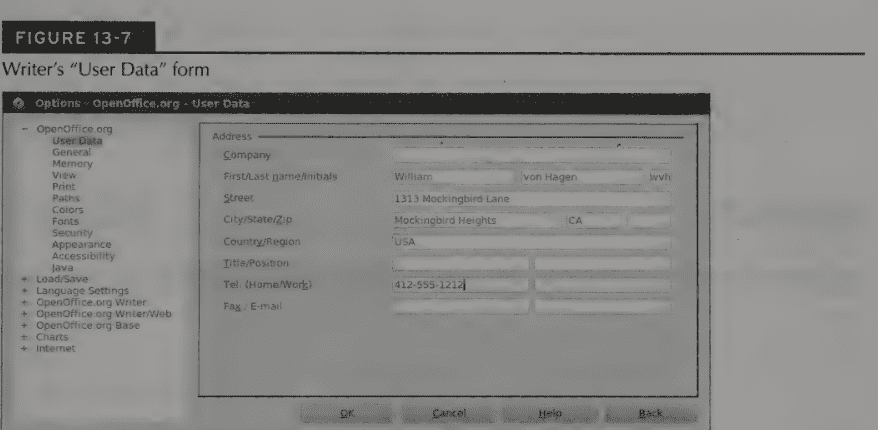 FIGURE 13-7
Writer's "User Data" form
Options - OpenOffice.org - User Data
− OpenOffice.org
User Data
General
Memory
View
Print
Paths
Colors
Fonts
Security
Appearance
Accessibility
Java
+ Load/Save
+ Language Settings
+ OpenOffice.org Writer
+ OpenOffice.org Writer/Web
+ OpenOffice.org Base
+ Charts
+ Internet
Address
Company
First/Last name/Initials William von Hagen wvh
Street 1313 Mockingbird Lane
City/State/Zip Mockingbird Heights CA
Country/Region USA
Title/Position
Tel. (Home/Work) 412-555-1212
Fax / E-mail
OK Cancel Help Back